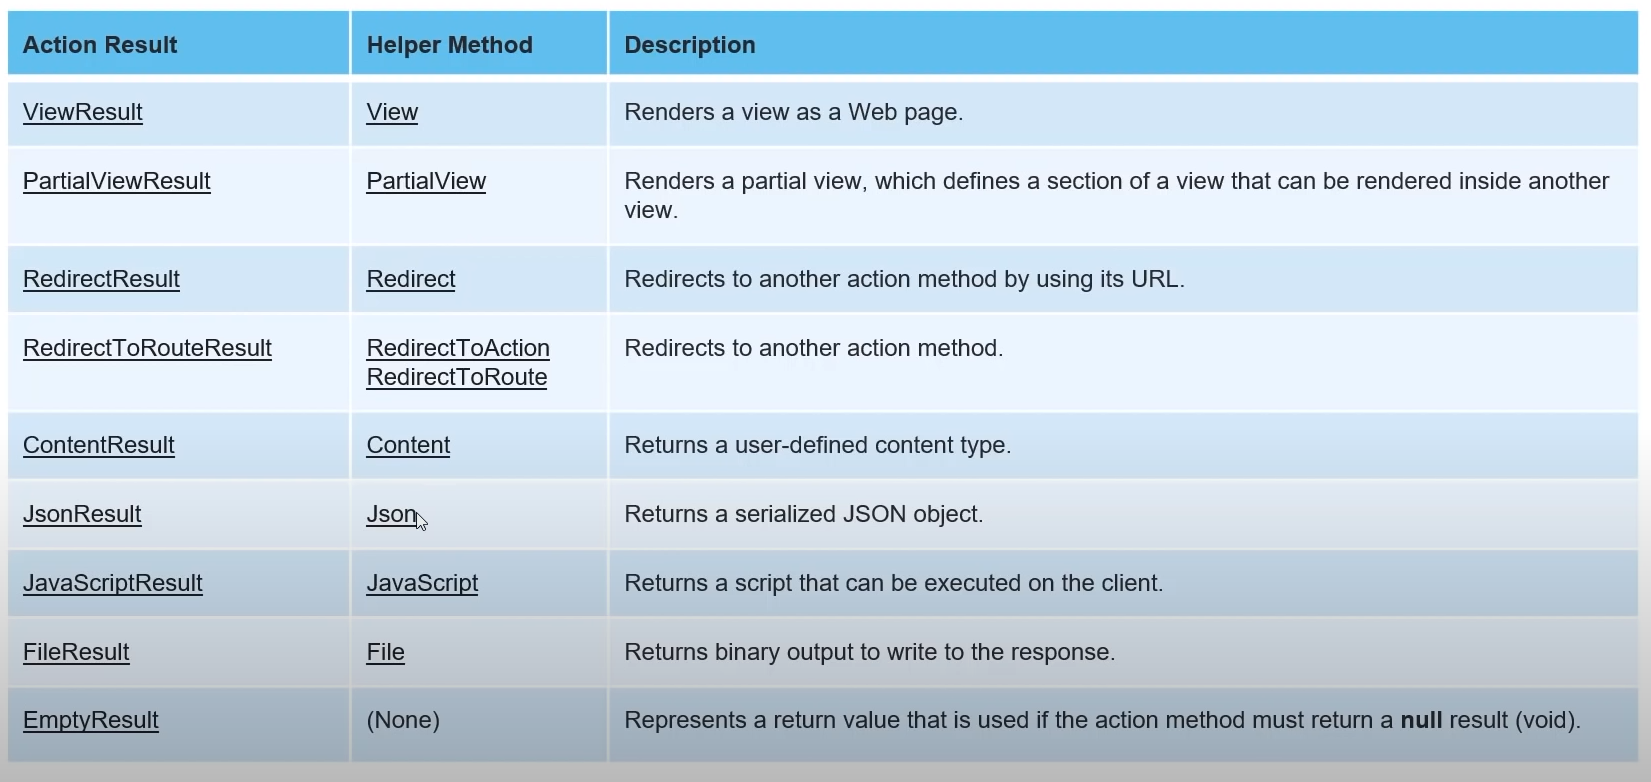 Action Result Helper Method Description
ViewResult View Renders a view as a Web page.
PartialViewResult PartialView Renders a partial view, which defines a section of a view that can be rendered inside another
view.
RedirectResult Redirect Redirects to another action method by using its URL.
RedirectToRouteResult RedirectToAction Redirects to another action method.
RedirectToRoute
ContentResult Content Returns a user-defined content type.
JsonResult Json Returns a serialized JSON object.
JavaScriptResult JavaScript Returns a script that can be executed on the client.
FileResult File Returns binary output to write to the response.
EmptyResult (None) Represents a return value that is used if the action method must return a null result (void).